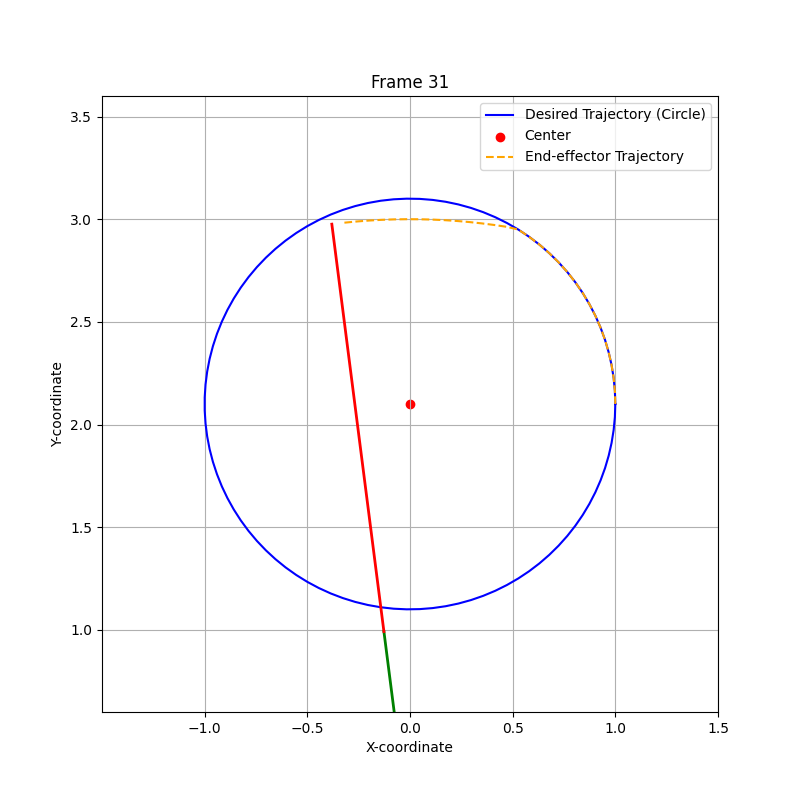 Frame 31
Desired Trajectory (Circle)
Center
End-effector Trajectory
3.5
3.0
2.5
2.0
1.5
1.0
Y-coordinate
−1.0 −0.5 0.0 0.5 1.0 1.5
X-coordinate